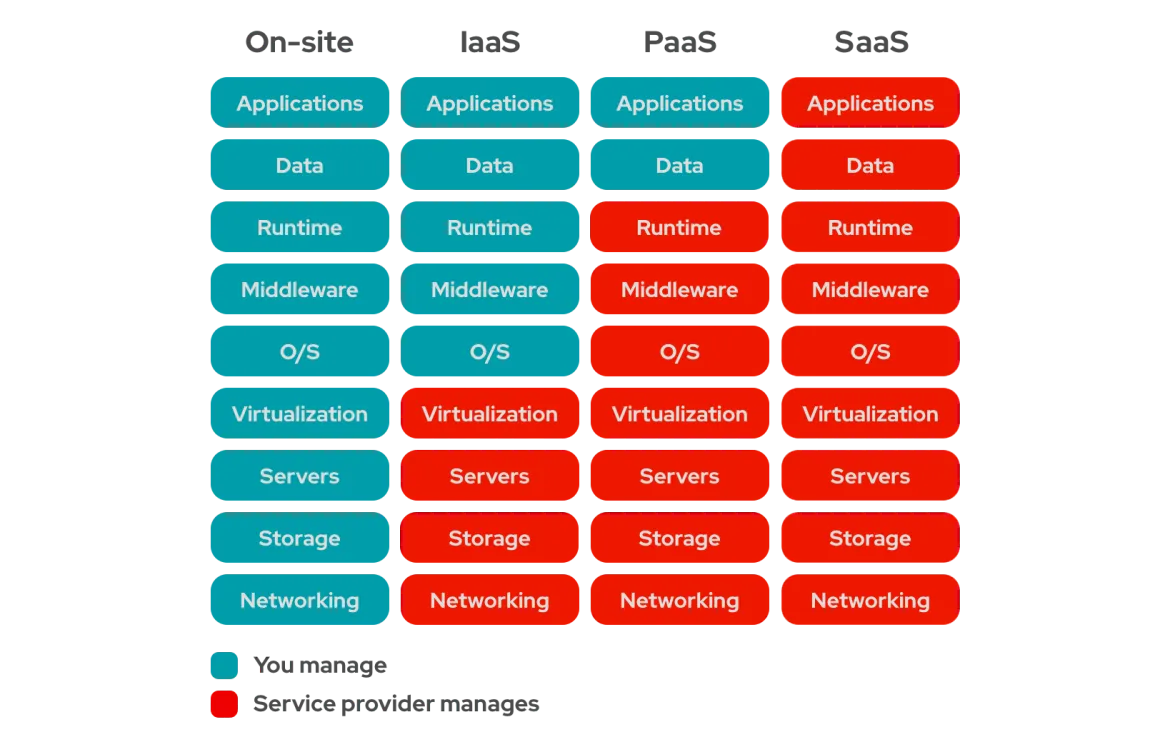 On-site IaaS PaaS SaaS
Applications Applications Applications Applications
Data Data Data Data
Runtime Runtime Runtime Runtime
Middleware Middleware Middleware Middleware
O/S O/S O/S O/S
Virtualization Virtualization Virtualization Virtualization
Servers Servers Servers Servers
Storage Storage Storage Storage
Networking Networking Networking Networking
You manage
Service provider manages